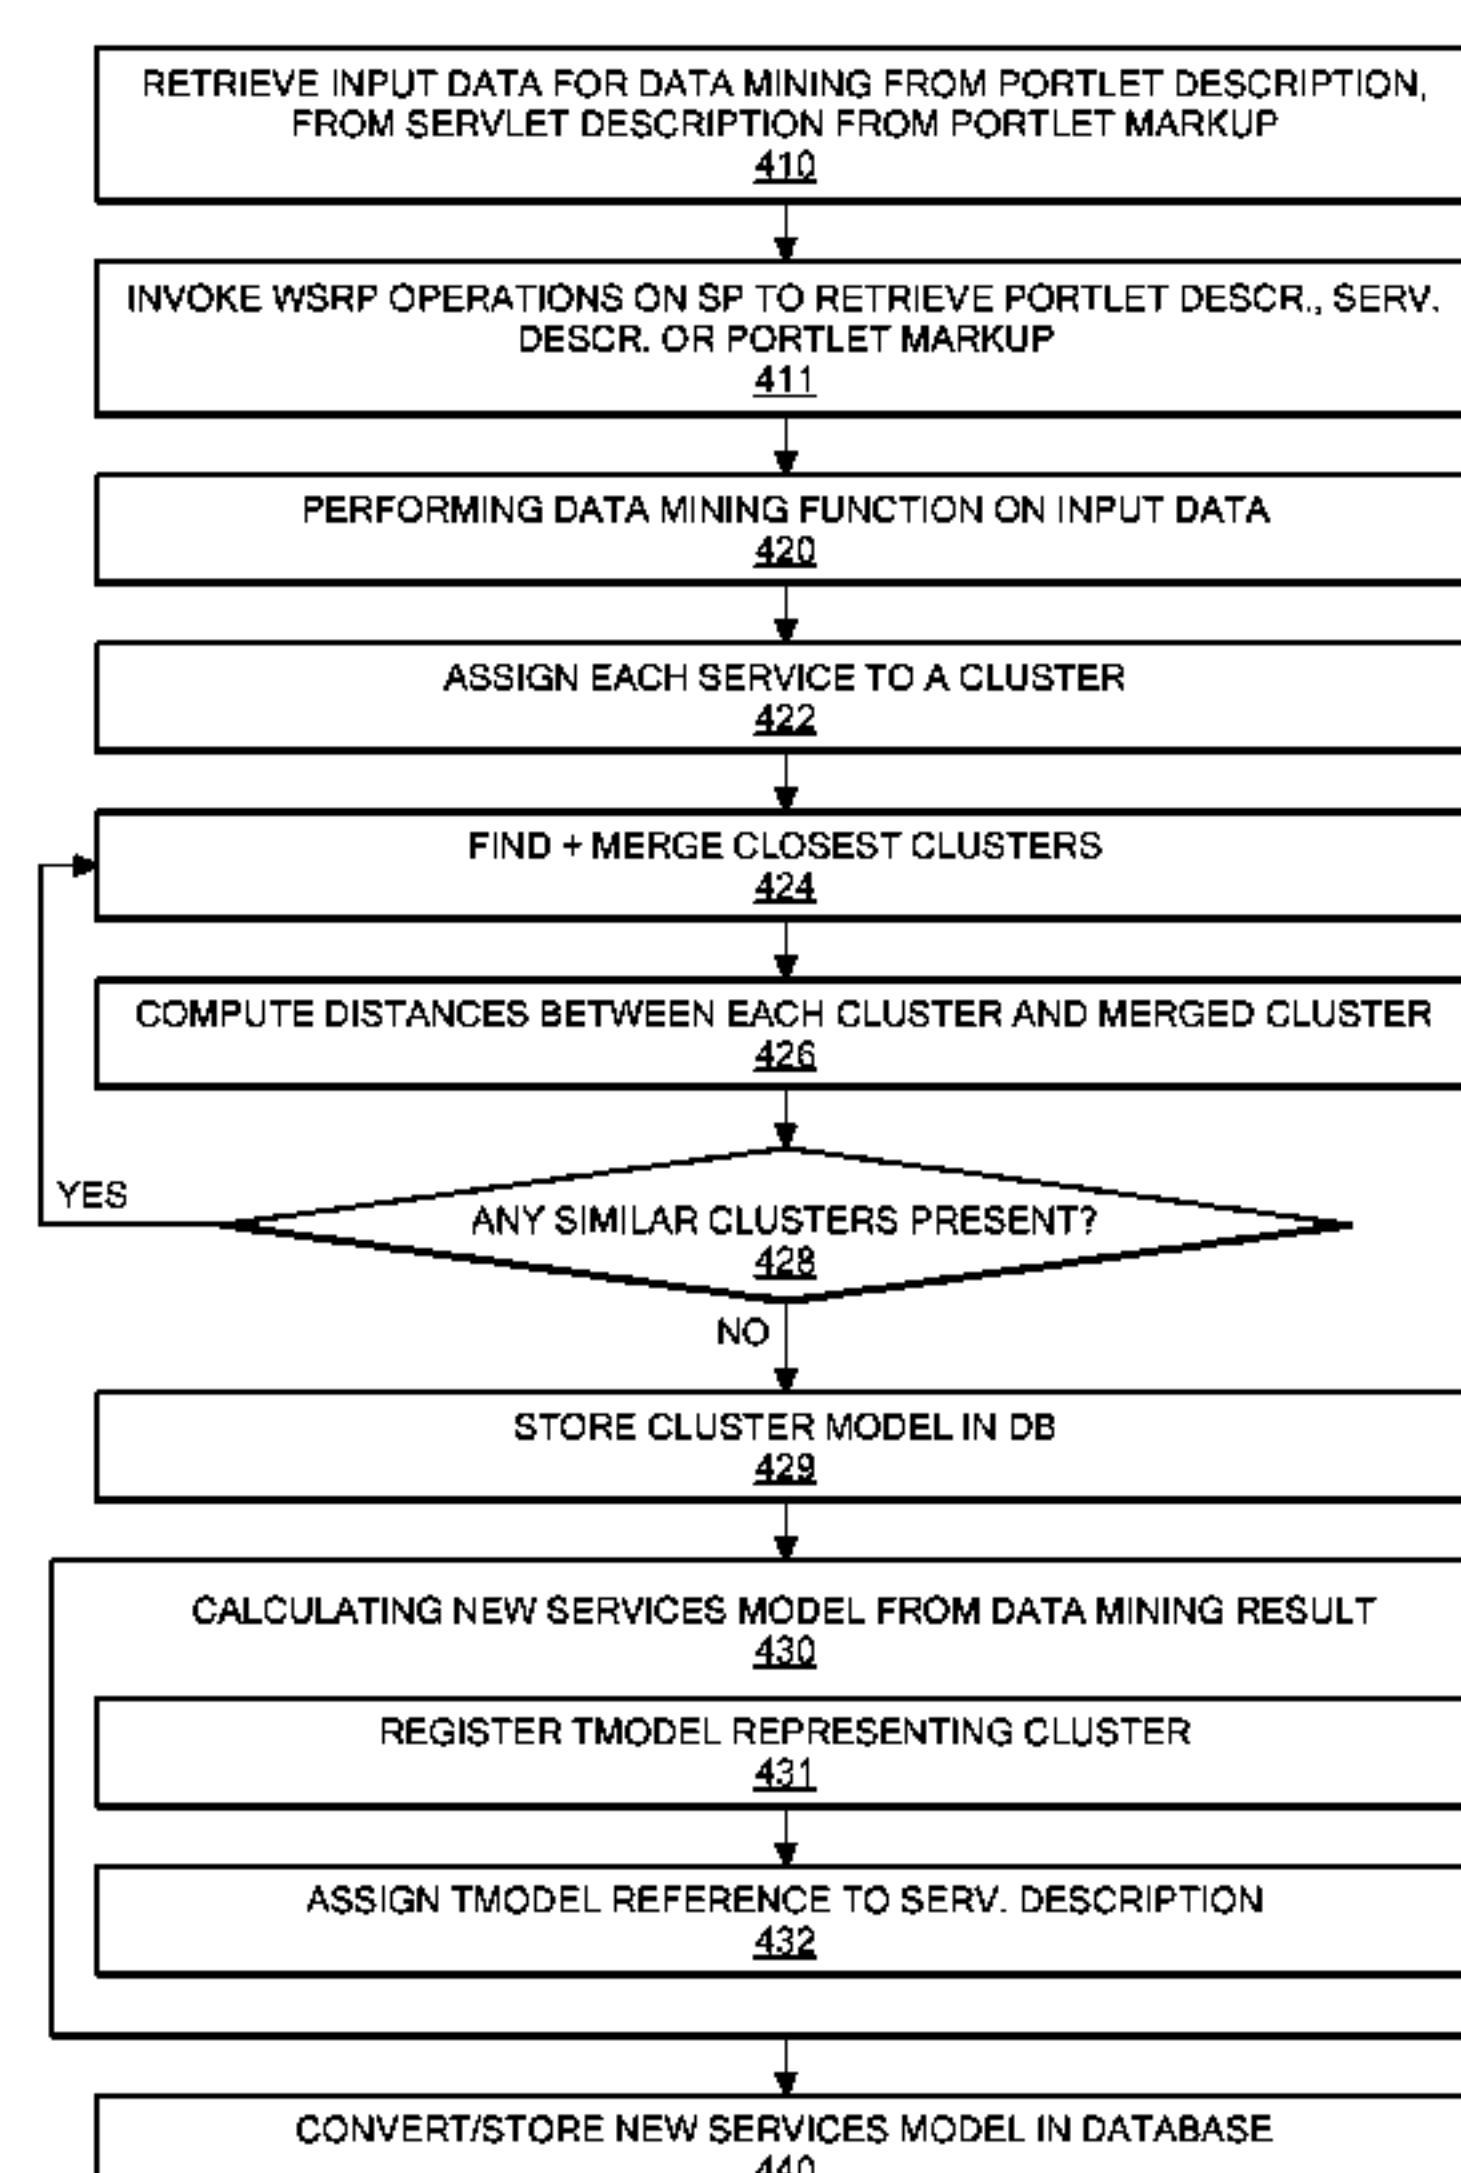 RETRIEVE INPUT DATA FOR DATA MINING FROM PORTLET DESCRIPTION,
FROM SERVLET DESCRIPTION FROM PORTLET MARKUP
410
INVOKE WSRP OPERATIONS ON SP TO RETRIEVE PORTLET DESCR., SERV.
DESCR. OR PORTLET MARKUP
411
PERFORMING DATA MINING FUNCTION ON INPUT DATA
420
ASSIGN EACH SERVICE TO A CLUSTER
422
FIND + MERGE CLOSEST CLUSTERS
424
COMPUTE DISTANCES BETWEEN EACH CLUSTER AND MERGED CLUSTER
426
YES
ANY SIMILAR CLUSTERS PRESENT?
428
NO
STORE CLUSTER MODEL IN DB
429
CALCULATING NEW SERVICES MODEL FROM DATA MINING RESULT
430
REGISTER TMODEL REPRESENTING CLUSTER
431
ASSIGN TMODEL REFERENCE TO SERV. DESCRIPTION
432
CONVERT/STORE NEW SERVICES MODEL IN DATABASE
440